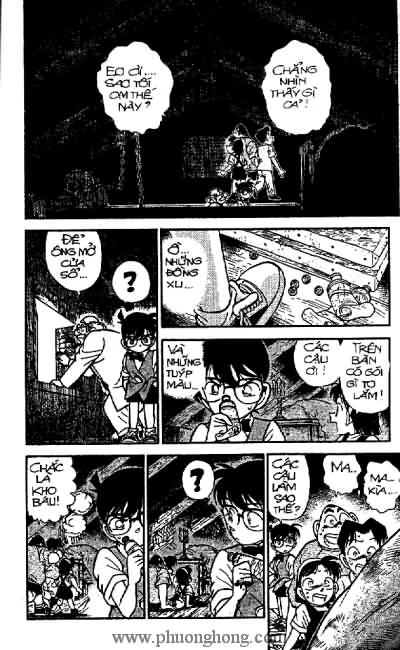 CHẲNG
NHÌN
THẤY GÌ
CẢ!
EO ƠI....
SAO TỐI
OM THẾ
NÀY?
Ồ...
NHỮNG
ĐỒNG
XU...
?
ĐỂ
ÔNG MỞ
CỬA
SỔ...
TRÊN
BÀN
CÓ GÓI
GÌ TO
LẮM!
CÁC
CẬU
ƠI!
VÀ
NHỮNG
TUÝP
MÀU...
MA..
KÌA..
MA..
CÁC
CẬU
LÀM
SAO
THẾ?
?
CHẮC
LÀ
KHO
BÁU!
www.phuonghong.com